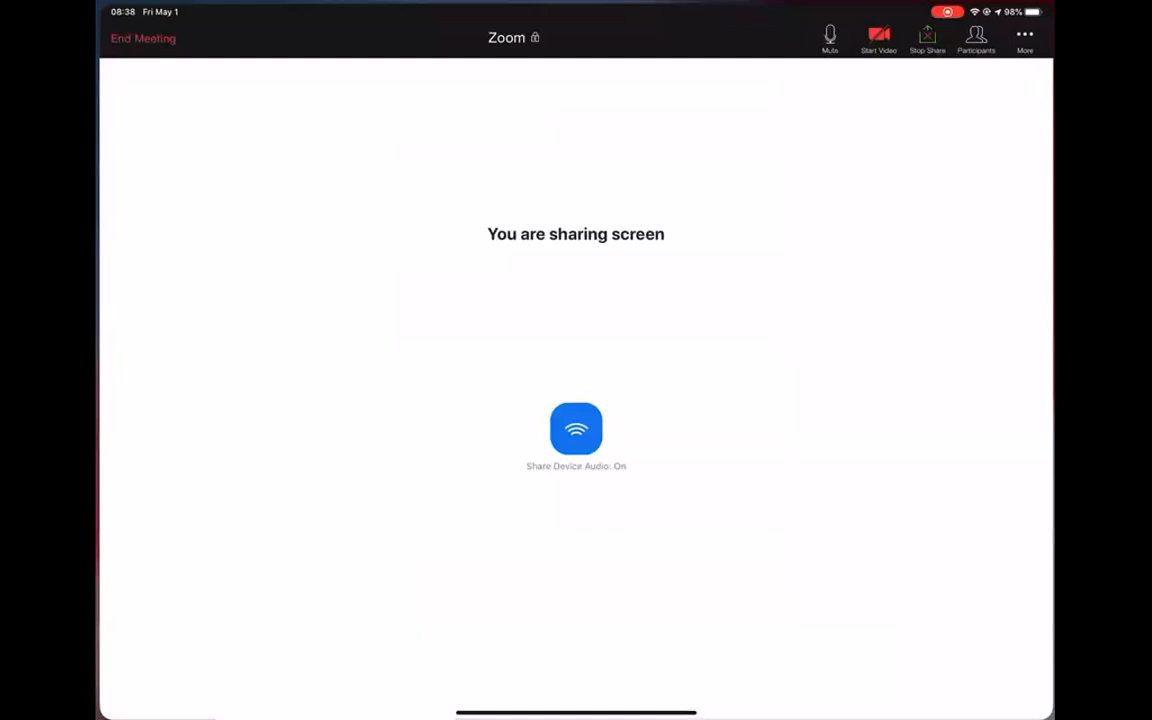 08:38 Fri May 1
98%
End Meeting
Zoom
Mute
Start Video
Stop Share
Participants
More
You are sharing screen
Share Device Audio: On